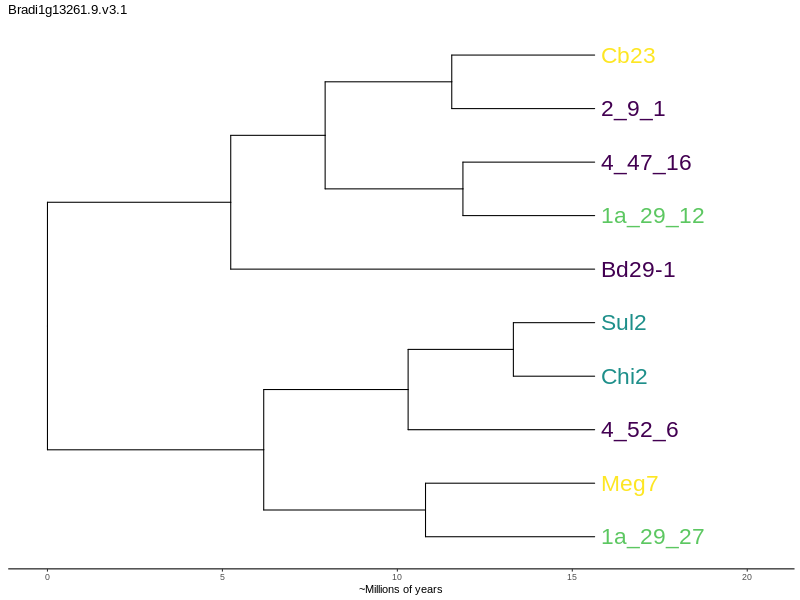 Bradi1g13261.9.v3.1
Cb23
2_9_1
4_47_16
1a_29_12
Bd29-1
Sul2
Chi2
4_52_6
Meg7
1a_29_27
0 5 10 15 20
~Millions of years